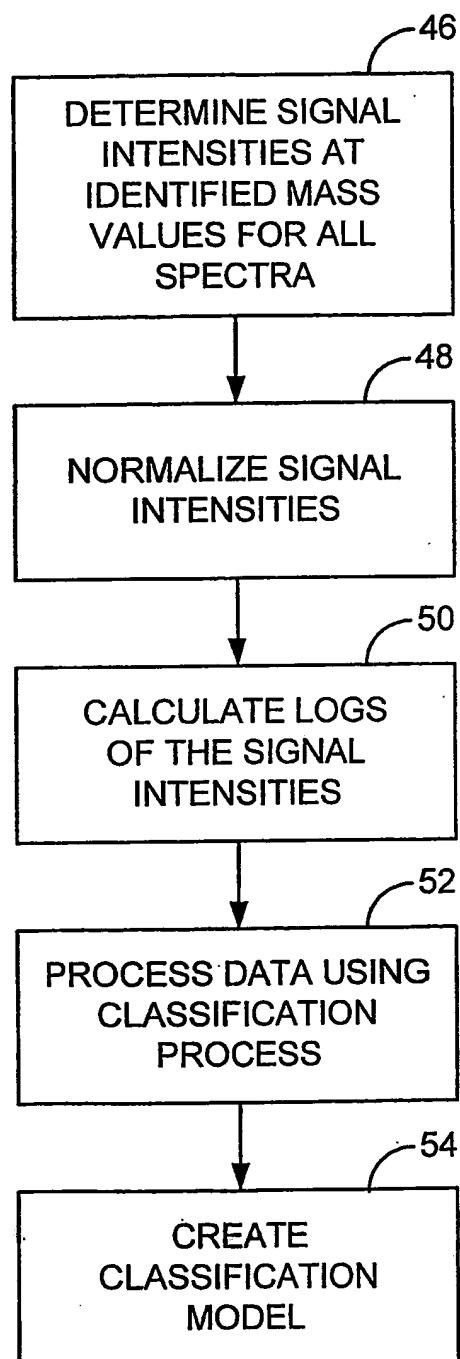 46
DETERMINE SIGNAL
INTENSITIES AT
IDENTIFIED MASS
VALUES FOR ALL
SPECTRA
48
NORMALIZE SIGNAL
INTENSITIES
50
CALCULATE LOGS
OF THE SIGNAL
INTENSITIES
52
PROCESS DATA USING
CLASSIFICATION
PROCESS
54
CREATE
CLASSIFICATION
MODEL